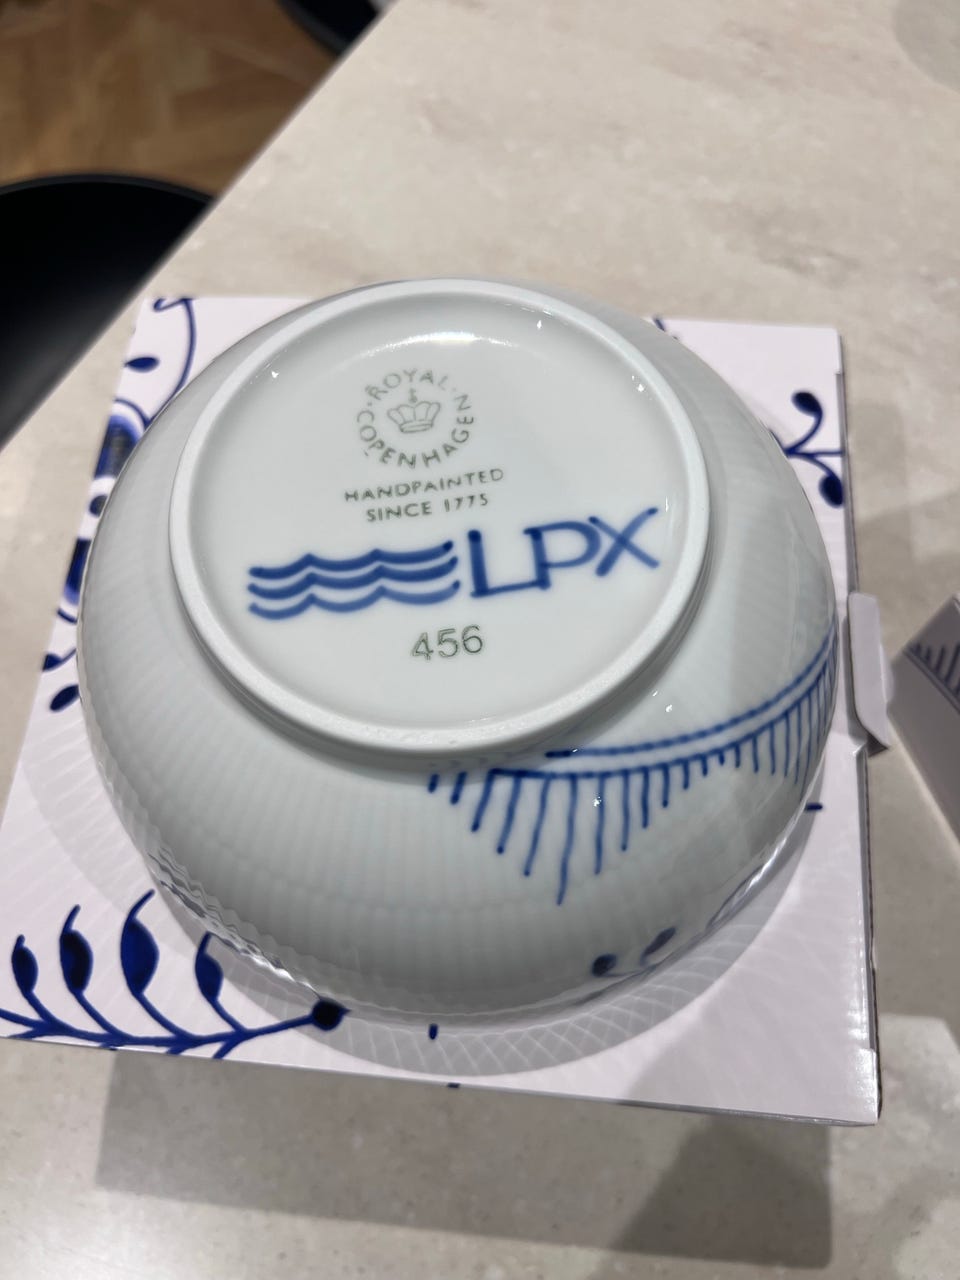 ROYAL COPENHAGEN
HANDPAINTED
SINCE 1775
LPX
456